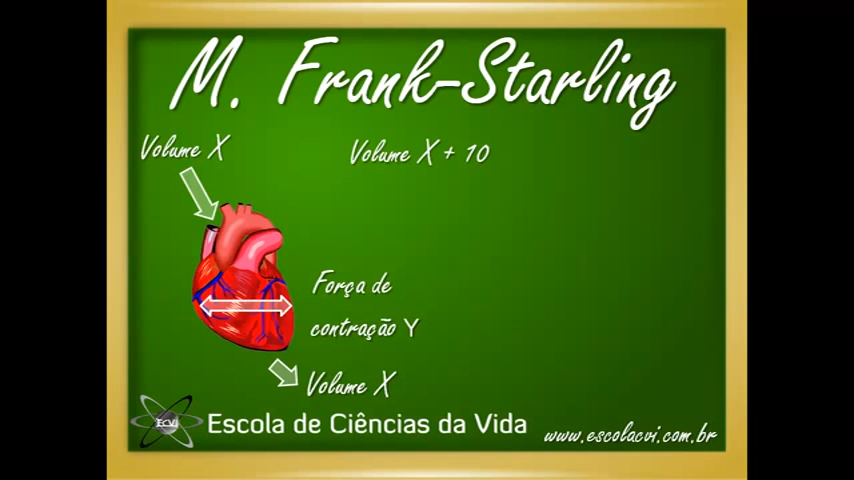 M. Frank-Starling
Volume X
Volume X + 10
Força de
contração Y
Volume X
ECVI
Escola de Ciências da Vida
www.escolacvi.com.br